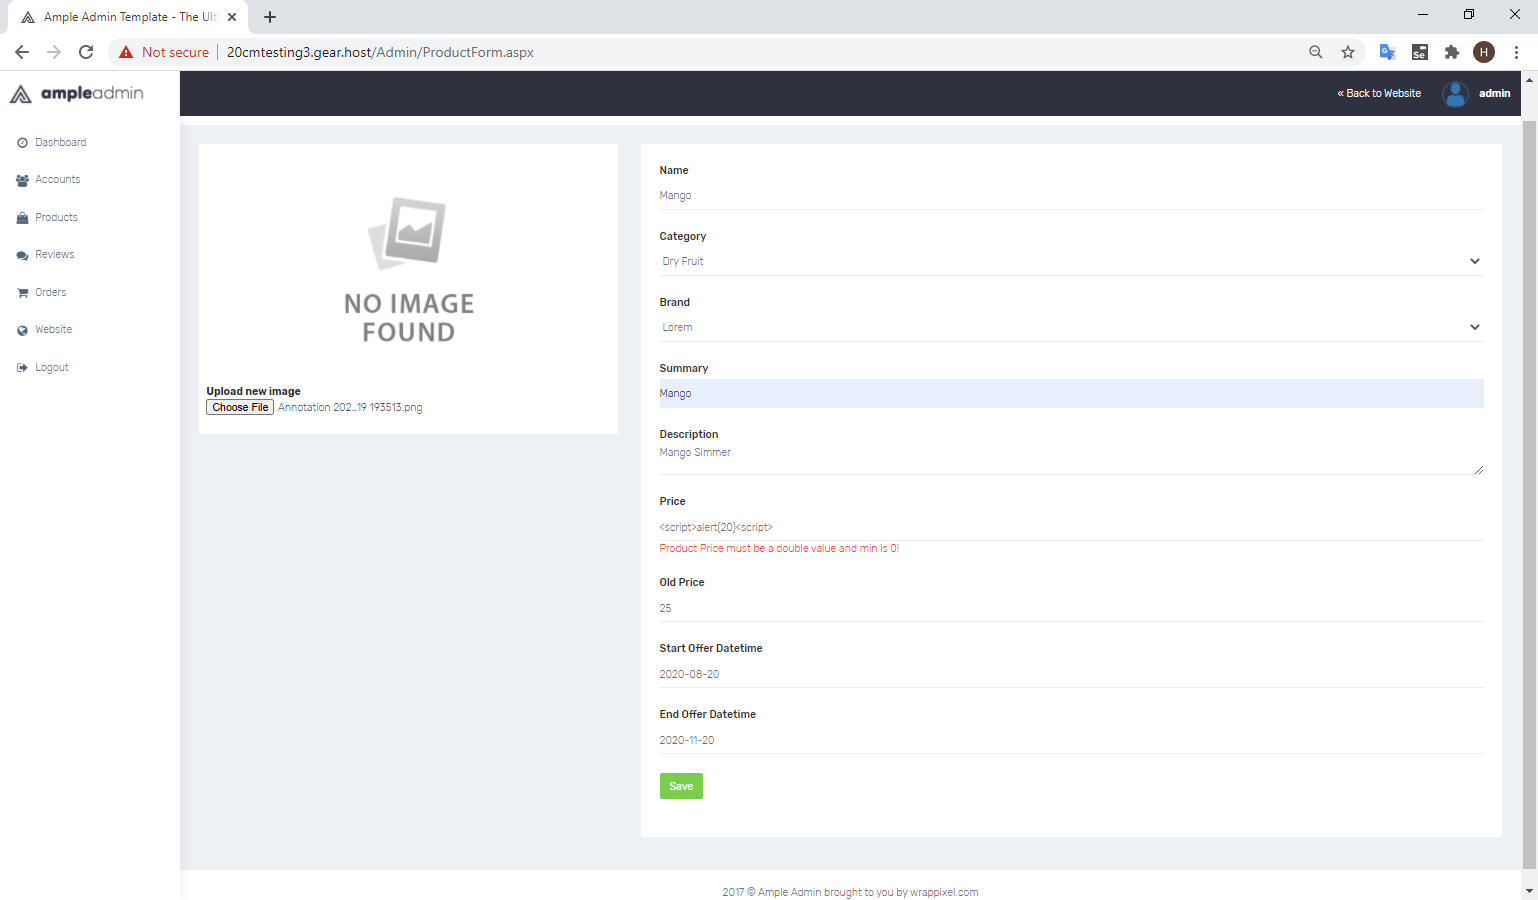 Ample Admin Template - The Ult
Not secure
20cmtesting3.gear.host/Admin/ProductForm.aspx
Se
H
ampleadmin
« Back to Website
admin
Dashboard
Accounts
Products
Reviews
Orders
Website
Logout
NO IMAGE
FOUND
Upload new image
Choose File Annotation 202...19 193513.png
Name
Mango
Category
Dry Fruit
Brand
Lorem
Summary
Mango
Description
Mango Simmer
Price
<script>alert(20)<script>
Product Price must be a double value and min is 0!
Old Price
25
Start Offer Datetime
2020-08-20
End Offer Datetime
2020-11-20
Save
2017 © Ample Admin brought to you by wrappixel.com